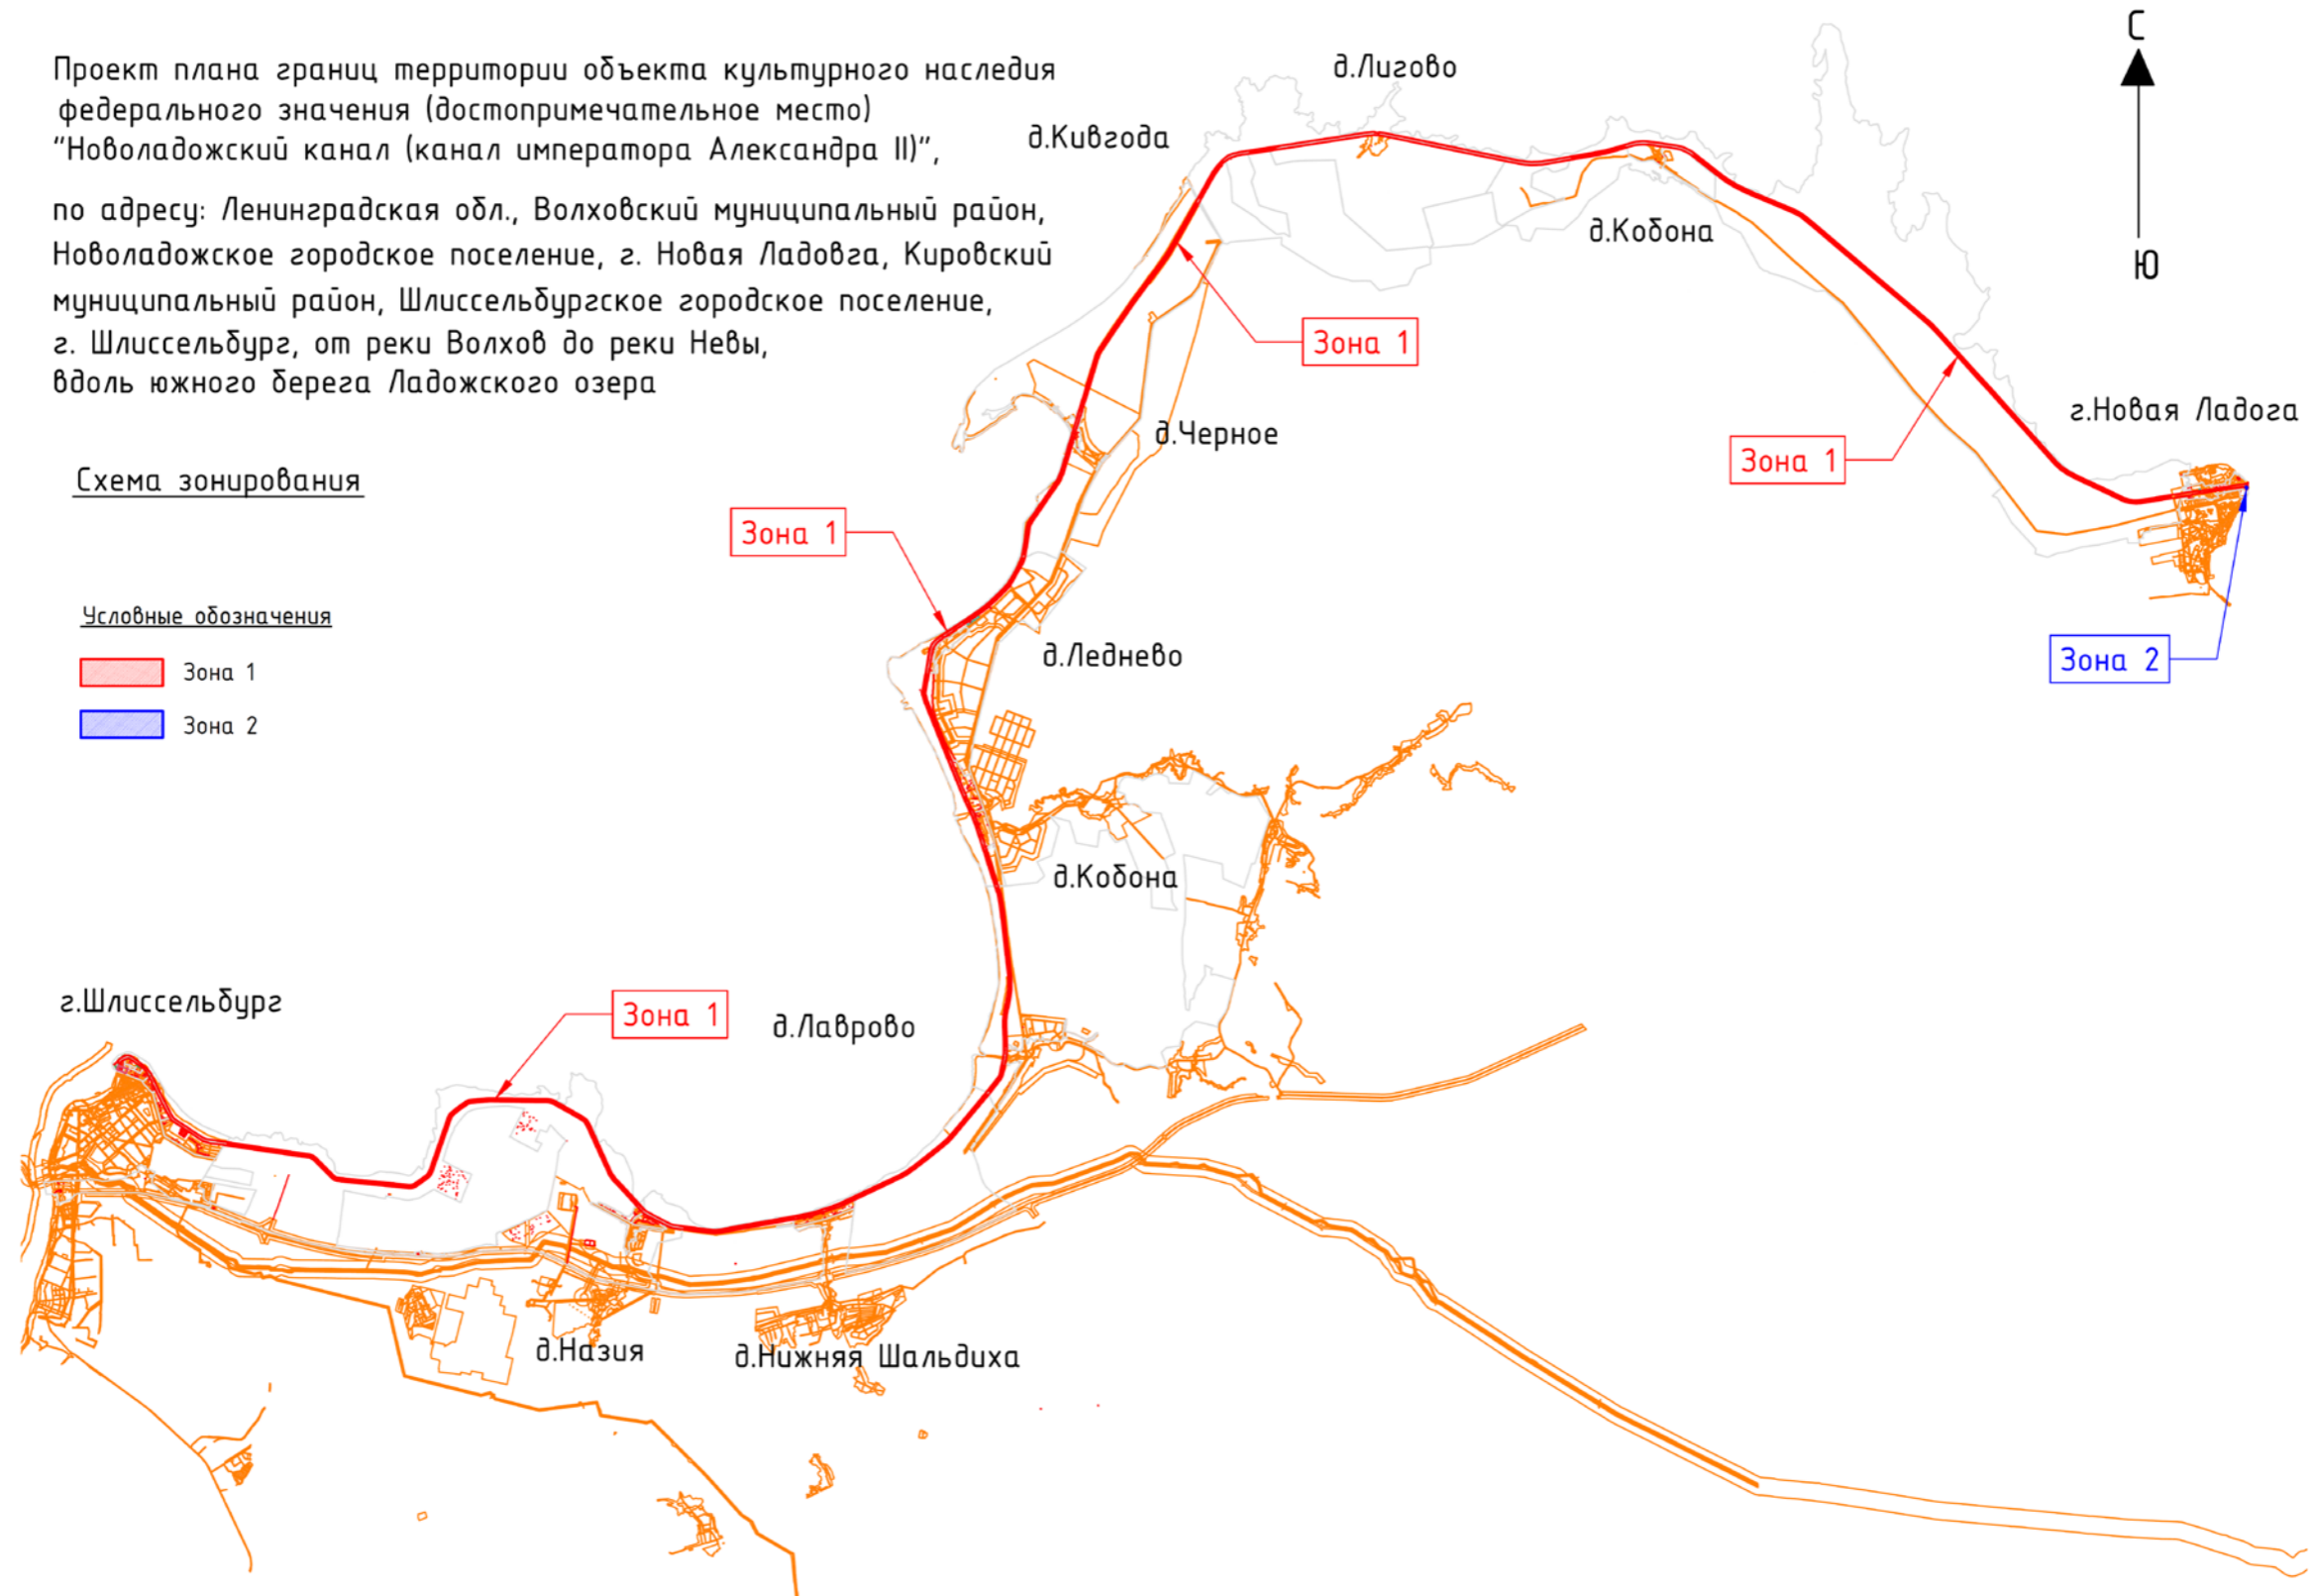 Проект плана границ территории объекта культурного наследия
федерального значения (достопримечательное место)
“Новоладожский канал (канал императора Александра II)”,
по адресу: Ленинградская обл., Волховский муниципальный район,
Новоладожское городское поселение, г. Новая Ладовга, Кировский
муниципальный район, Шлиссельбургское городское поселение,
г. Шлиссельбург, от реки Волхов до реки Невы,
вдоль южного берега Ладожского озера
С
Ю
д.Лигово
д.Кивгода
д.Кобона
Зона 1
г.Новая Ладога
д.Черное
Зона 1
Схема зонирования
Зона 1
Условные обозначения
Зона 1
Зона 2
д.Леднево
Зона 2
д.Кобона
г.Шлиссельбург
Зона 1
д.Лаврово
д.Назия
д.Нижняя Шальдиха